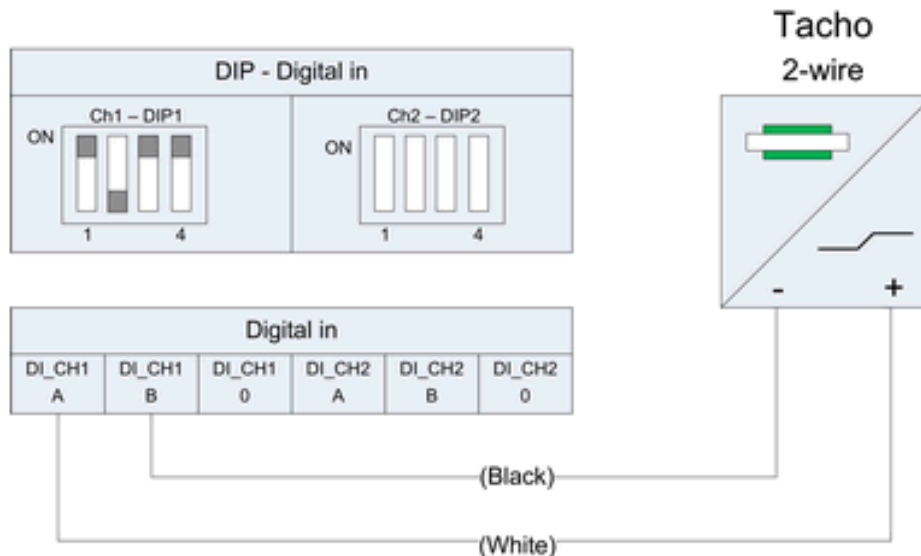 Tacho
2-wire
DIP - Digital in
Ch1 – DIP1
Ch2 – DIP2
ON
ON
1 4
1 4
- +
Digital in
DI_CH1 DI_CH1 DI_CH1 DI_CH2 DI_CH2 DI_CH2
A B 0 A B 0
(Black)
(White)